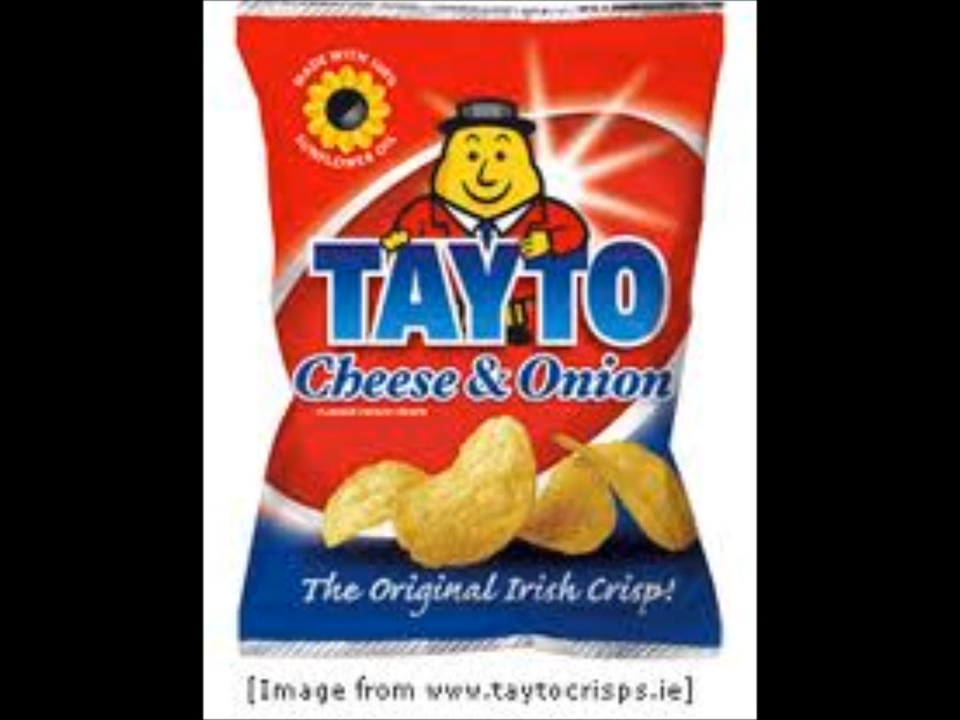 MADE WITH 100%
SUNFLOWER OIL
TAYTO
Cheese & Onion
The Original Irish Crisp!
[Image from www.taytocrisps.ie]